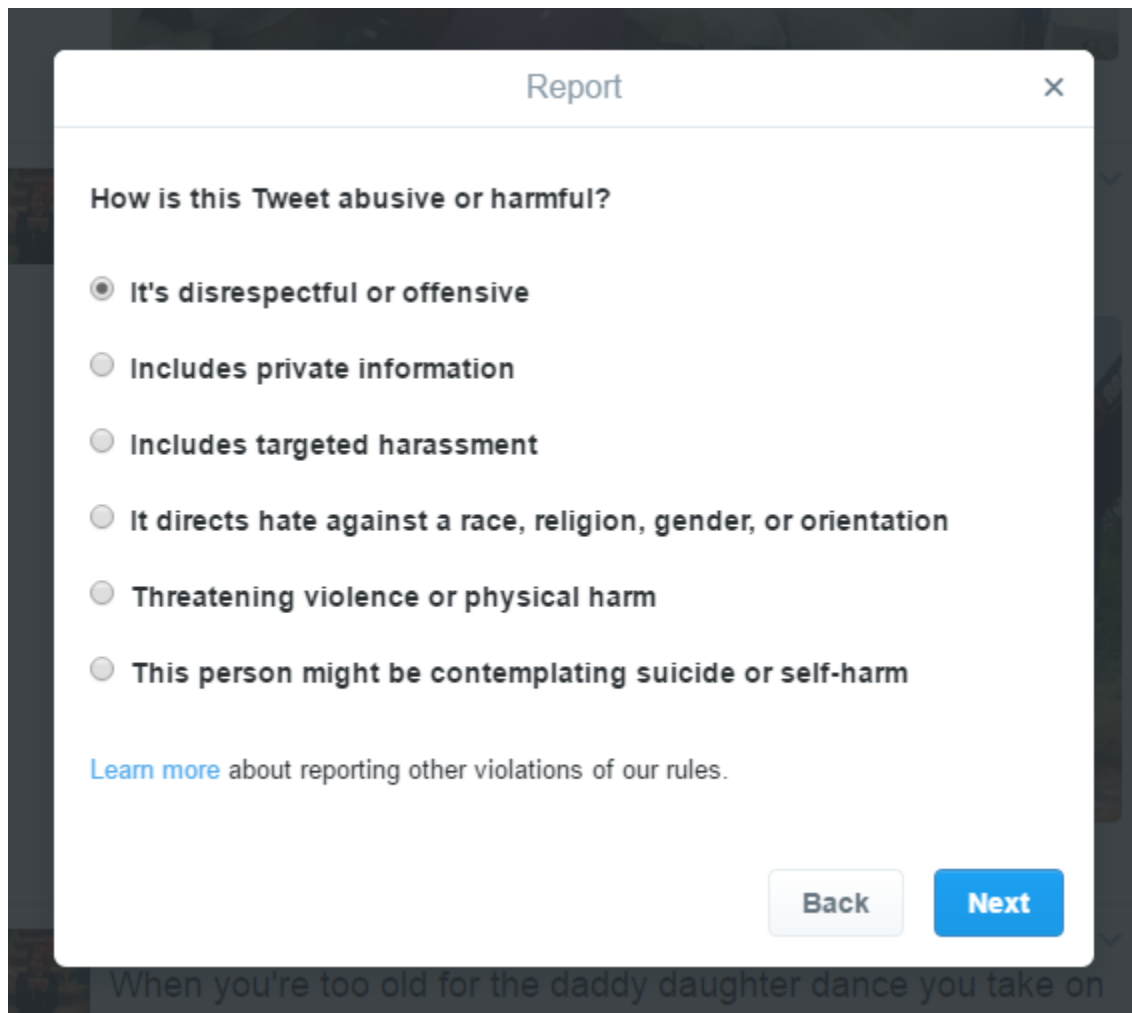 Report
How is this Tweet abusive or harmful?
It's disrespectful or offensive
Includes private information
Includes targeted harassment
It directs hate against a race, religion, gender, or orientation
Threatening violence or physical harm
This person might be contemplating suicide or self-harm
Learn more about reporting other violations of our rules.
Back Next
When you're too old for the daddy daughter dance you take on